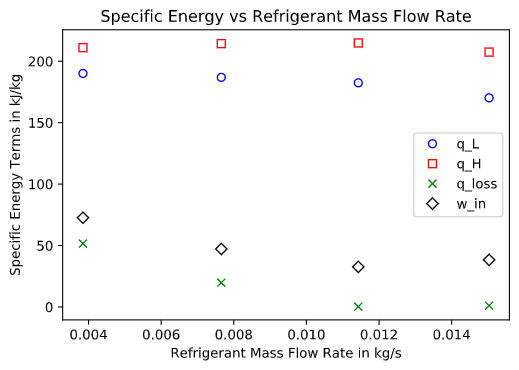 Specific Energy vs Refrigerant Mass Flow Rate
Specific Energy Terms in kJ/kg
200
150
100
50
0
q_L
q_H
q_loss
w_in
0.004 0.006 0.008 0.010 0.012 0.014
Refrigerant Mass Flow Rate in kg/s